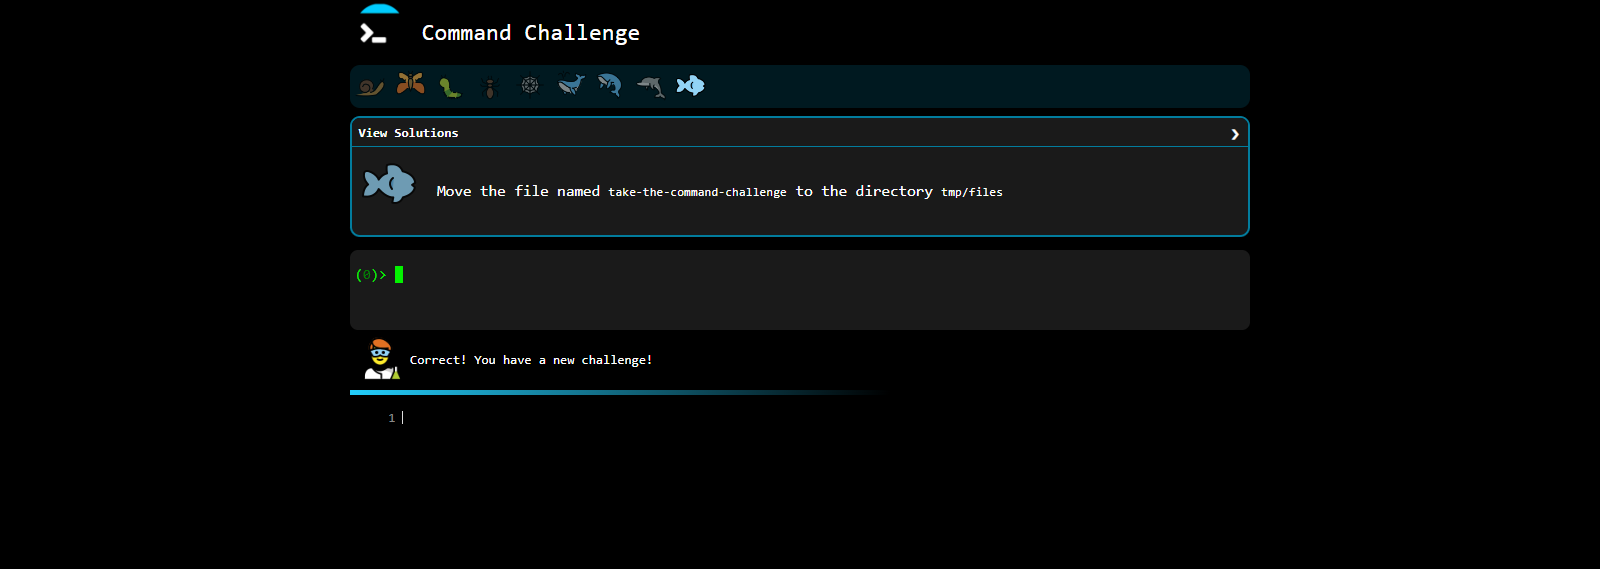 Command Challenge
View Solutions
Move the file named take-the-command-challenge to the directory tmp/files
(0)>
Correct! You have a new challenge!
1